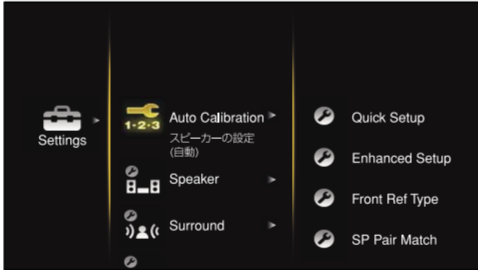 Settings
1-2-3
Auto Calibration
スピーカーの設定
(自動)
Speaker
Surround
Quick Setup
Enhanced Setup
Front Ref Type
SP Pair Match